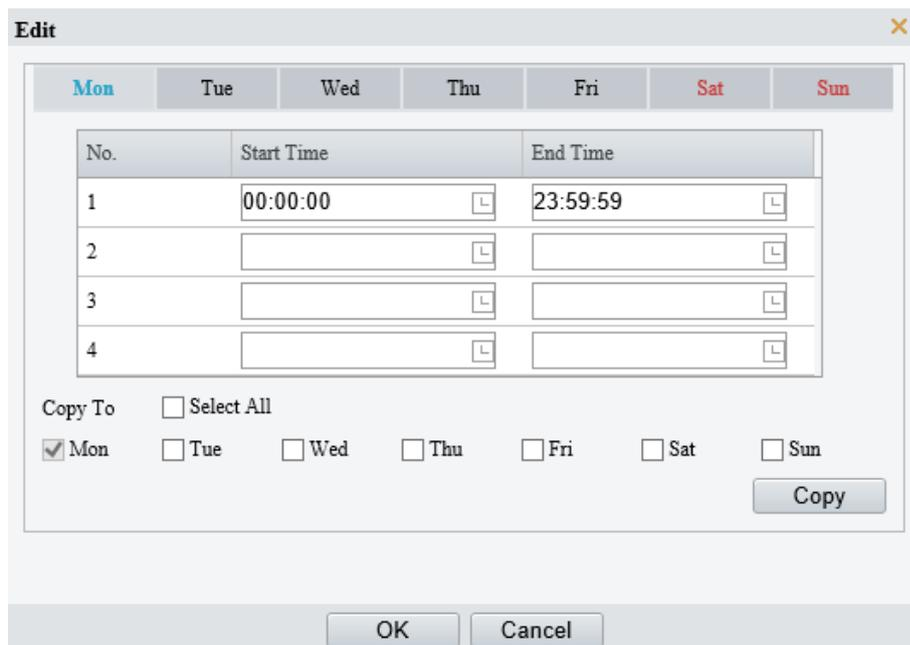 Edit
Mon Tue Wed Thu Fri Sat Sun
No. Start Time End Time
1 00:00:00 23:59:59
2
3
4
Copy To Select All
Mon Tue Wed Thu Fri Sat Sun
Copy
OK Cancel